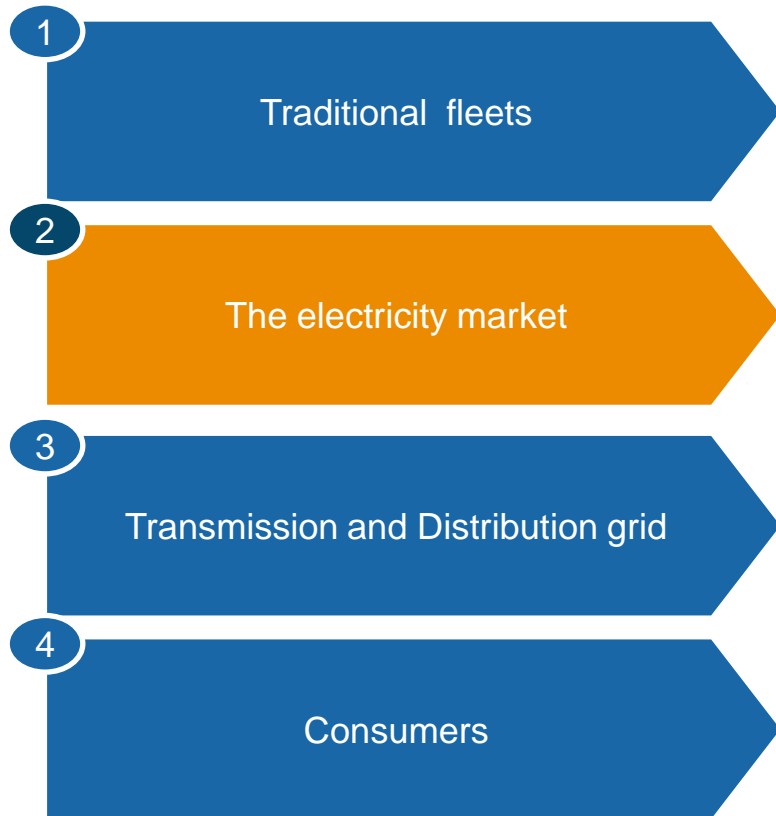 1
Traditional  fleets
2
The electricity market
3
Transmission and Distribution grid
4
Consumers